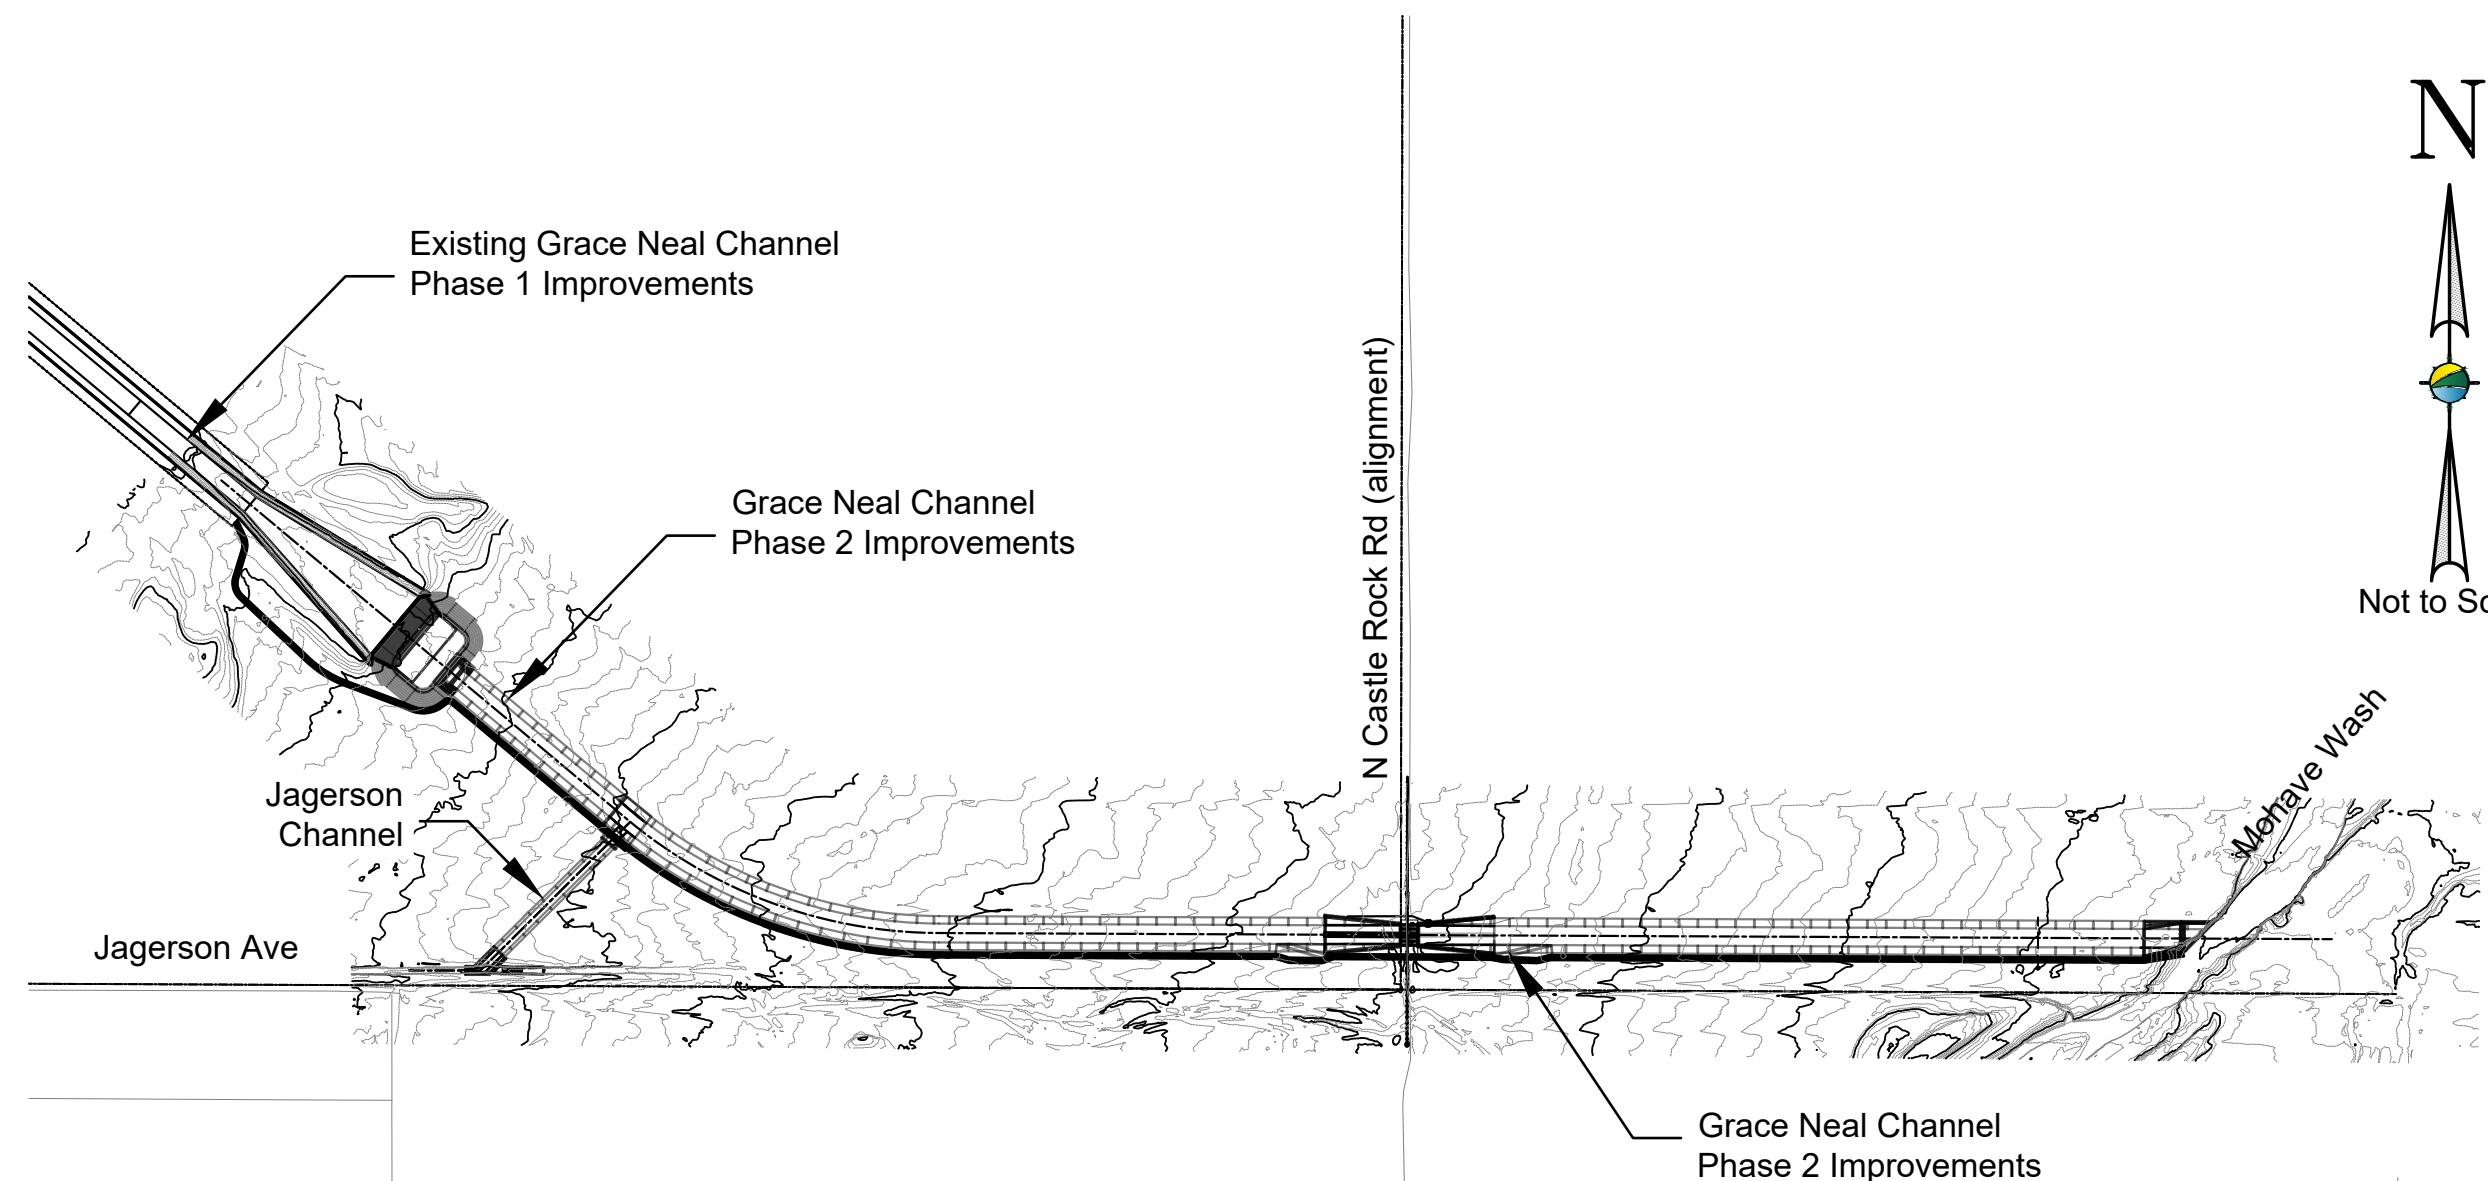 N
Existing Grace Neal Channel
Phase 1 Improvements
Grace Neal Channel
Phase 2 Improvements
N Castle Rock Rd (alignment)
Not to Sc
Mohave Wash
Jagerson
Channel
Jagerson Ave
Grace Neal Channel
Phase 2 Improvements